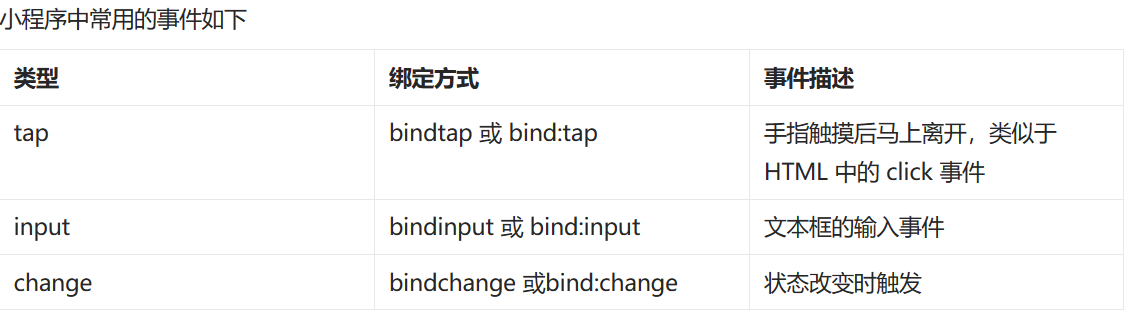 小程序中常用的事件如下
类型 绑定方式 事件描述
tap bindtap 或 bind:tap 手指触摸后马上离开，类似于
HTML 中的 click 事件
input bindinput 或 bind:input 文本框的输入事件
change bindchange 或bind:change 状态改变时触发